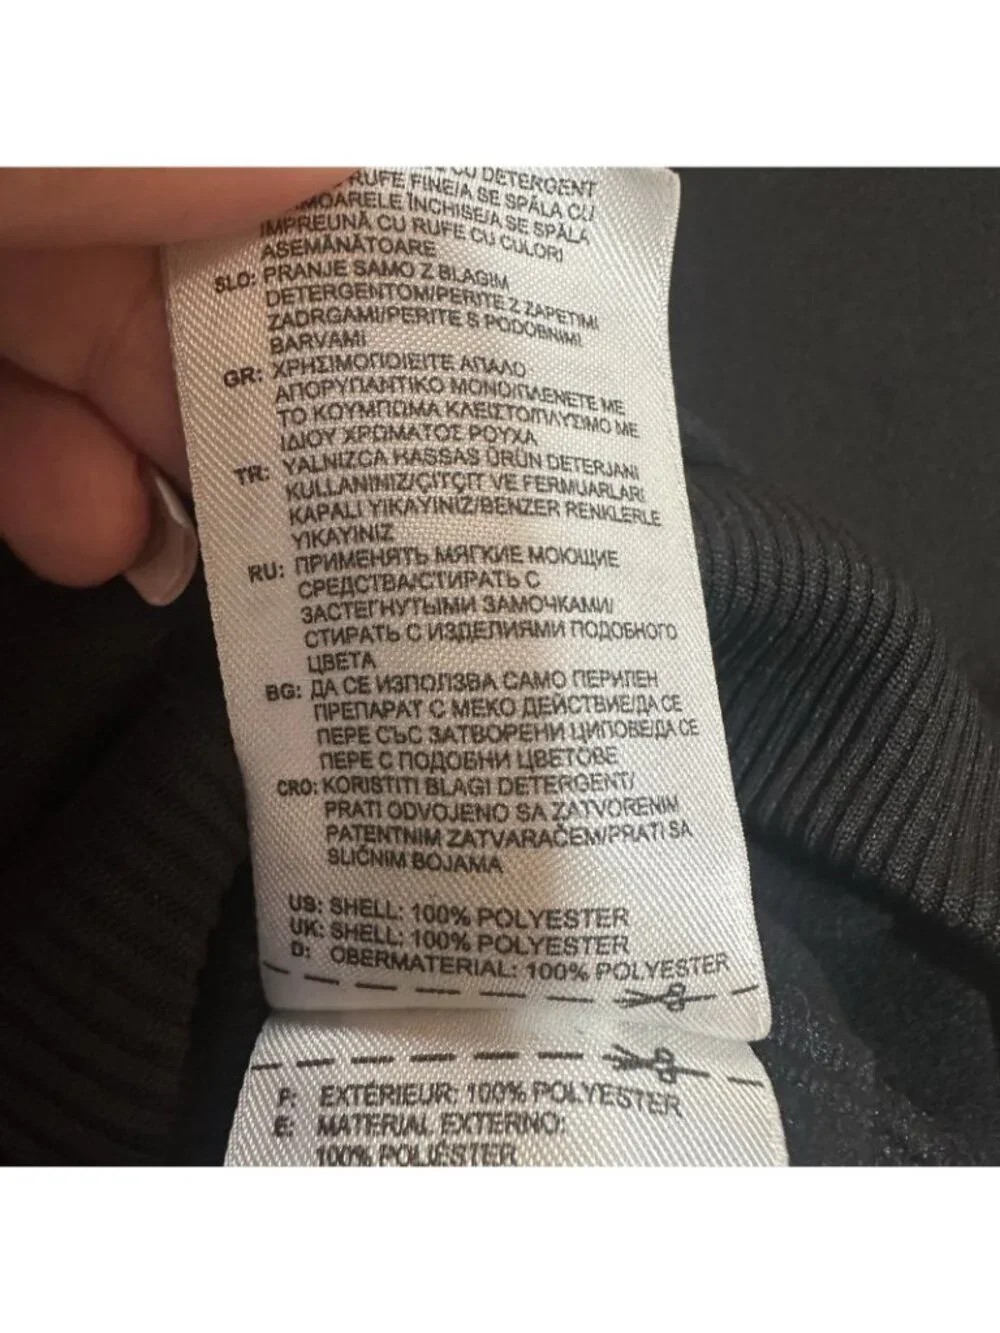 CU DETERGENT
RUFE FINE/A SE SPĂLA CU
ÎNCHISE/A SE SPĂLA
ÎMPREUNĂ CU RUFE CU CULORI
ASEMĂNĂTOARE
SLO: PRANJE SAMO Z BLAGIM
DETERGENTOM/PERITE Z ZAPETIMI
ZADRGAMI/PERITE S PODOBNIMI
BARVAMI
GR: ΧΡΗΣΙΜΟΠΟΙΕΙΤΕ ΑΠΑΛΟ
ΑΠΟΡΥΠΑΝΤΙΚΟ ΜΟΝΟ/ΠΛΕΝΕΤΕ ΜΕ
ΤΟ ΚΟΥΜΠΩΜΑ ΚΛΕΙΣΤΟ/ΠΛΥΣΙΜΟ ΜΕ
ΙΔΙΟΥ ΧΡΩΜΑΤΟΣ ΡΟΥΧΑ
TR: YALNIZCA HASSAS ÜRÜN DETERJANI
KULLANINIZ/ÇITÇIT VE FERMUARLARI
KAPALI YIKAYINIZ/BENZER RENKLERLE
YIKAYINIZ
RU: ПРИМЕНЯТЬ МЯГКИЕ МОЮЩИЕ
СРЕДСТВА/СТИРАТЬ С
ЗАСТЕГНУТЫМИ ЗАМОЧКАМИ/
СТИРАТЬ С ИЗДЕЛИЯМИ ПОДОБНОГО
ЦВЕТА
BG: ДА СЕ ИЗПОЛЗВА САМО ПЕРИЛЕН
ПРЕПАРАТ С МЕКО ДЕЙСТВИЕ/ДА СЕ
ПЕРЕ СЪС ЗАТВОРЕНИ ЦИПОВЕ/ДА СЕ
ПЕРЕ С ПОДОБНИ ЦВЕТОВЕ
CRO: KORISTITI BLAGI DETERGENT/
PRATI ODVOJENO SA ZATVORENIM
PATENTNIM ZATVARAČEM/PRATI SA
SLIČNIM BOJAMA
US: SHELL: 100% POLYESTER
UK: SHELL: 100% POLYESTER
D: OBERMATERIAL: 100% POLYESTER
F: EXTÉRIEUR: 100% POLYESTER
E: MATERIAL EXTERNO:
100% POLIÉSTER